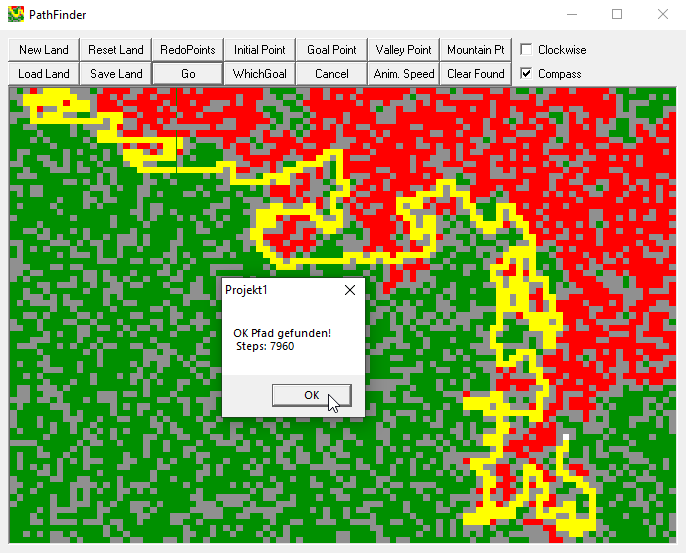 PathFinder
New Land Reset Land RedoPoints Initial Point Goal Point Valley Point Mountain Pt Clockwise
Load Land Save Land Go WhichGoal Cancel Anim. Speed Clear Found Compass
Projekt1
OK Pfad gefunden!
Steps: 7960
OK